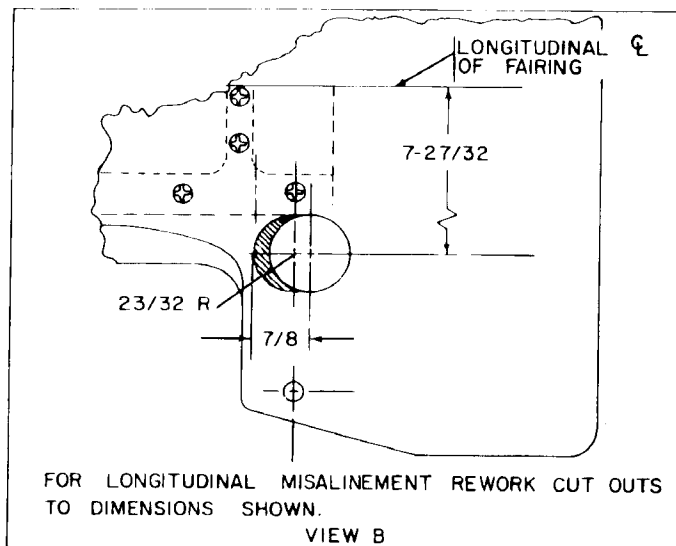 LONGITUDINAL ℄
OF FAIRING
7-27/32
23/32 R
7/8
FOR LONGITUDINAL MISALINEMENT REWORK CUT OUTS
TO DIMENSIONS SHOWN.
VIEW B